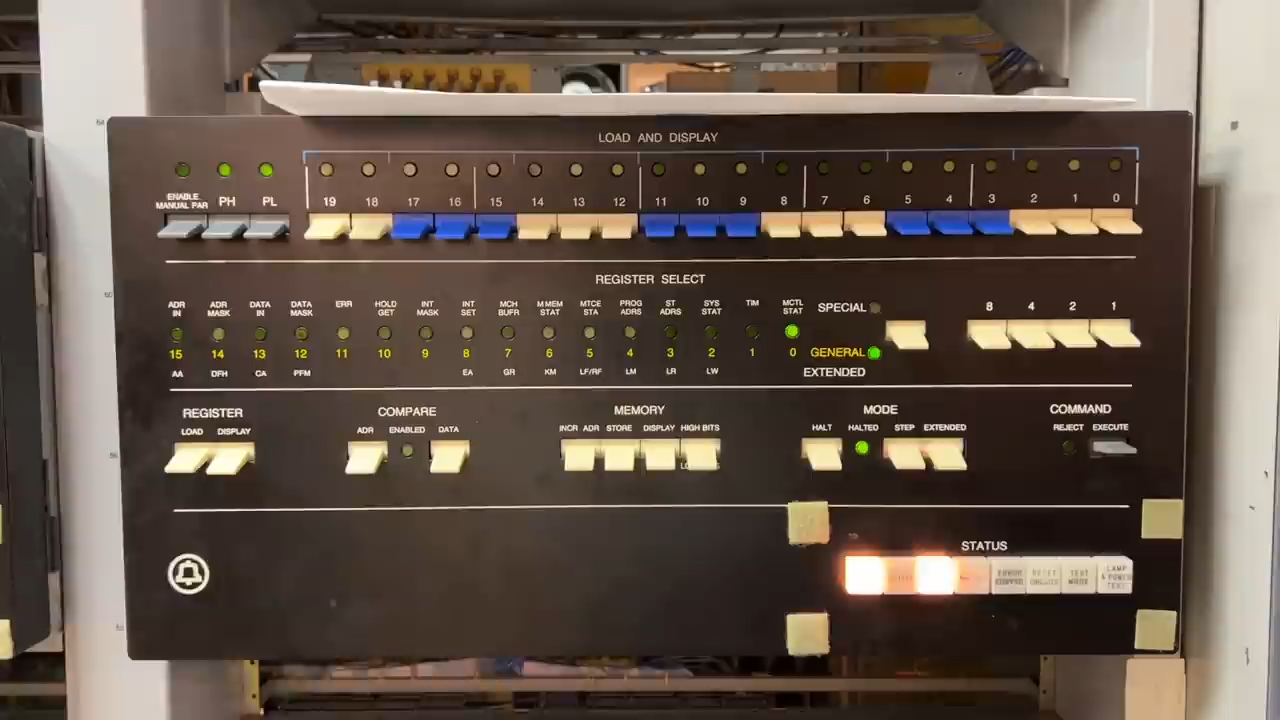 LOAD AND DISPLAY
ENABLE MANUAL PAR PH PL 19 18 17 16 15 14 13 12 11 10 9 8 7 6 5 4 3 2 1 0
REGISTER SELECT
ADR IN ADR MASK DATA IN DATA MASK ERR HOLD GET INT MASK INT SET MCH BUFR M MEM STAT MTCE STA PROG ADRS ST ADRS SYS STAT TIM MCTL STAT SPECIAL 8 4 2 1
15 14 13 12 11 10 9 8 7 6 5 4 3 2 1 0 GENERAL
AA DFH CA PFM EA GR KM LF/RF LM LR LW EXTENDED
REGISTER COMPARE MEMORY MODE COMMAND
LOAD DISPLAY ADR ENABLED DATA INCR ADR STORE DISPLAY HIGH BITS HALT HALTED STEP EXTENDED REJECT EXECUTE
STATUS
TEST MODE LAMP & POWER TEST